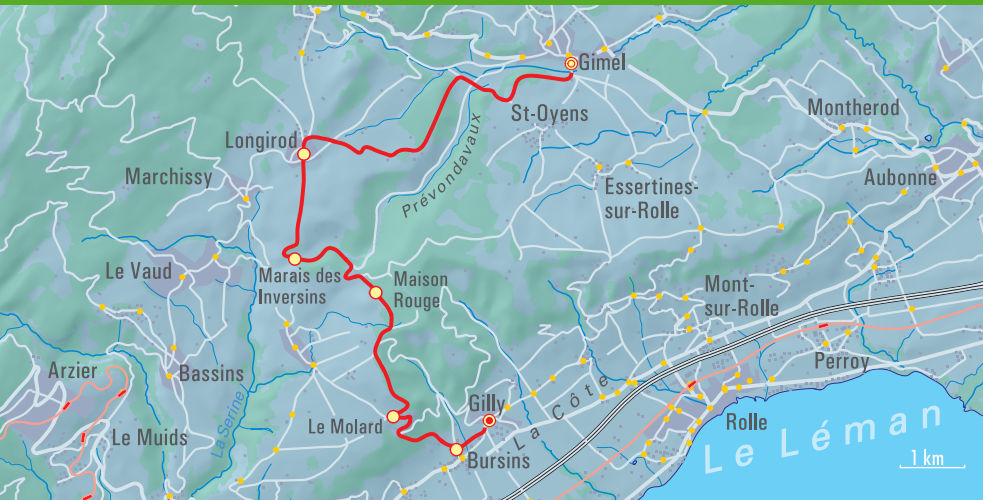 Gimel
St-Oyens
Montherod
Longirod
Prévondavaux
Marchissy
Aubonne
Essertines-
sur-Rolle
Le Vaud
Marais des
Inversins
Maison
Rouge
Mont-
sur-Rolle
Perroy
Arzier
Bassins
La Serine
Le Muids
Le Molard
Gilly
La Côte
Bursins
Rolle
Le Léman
1 km